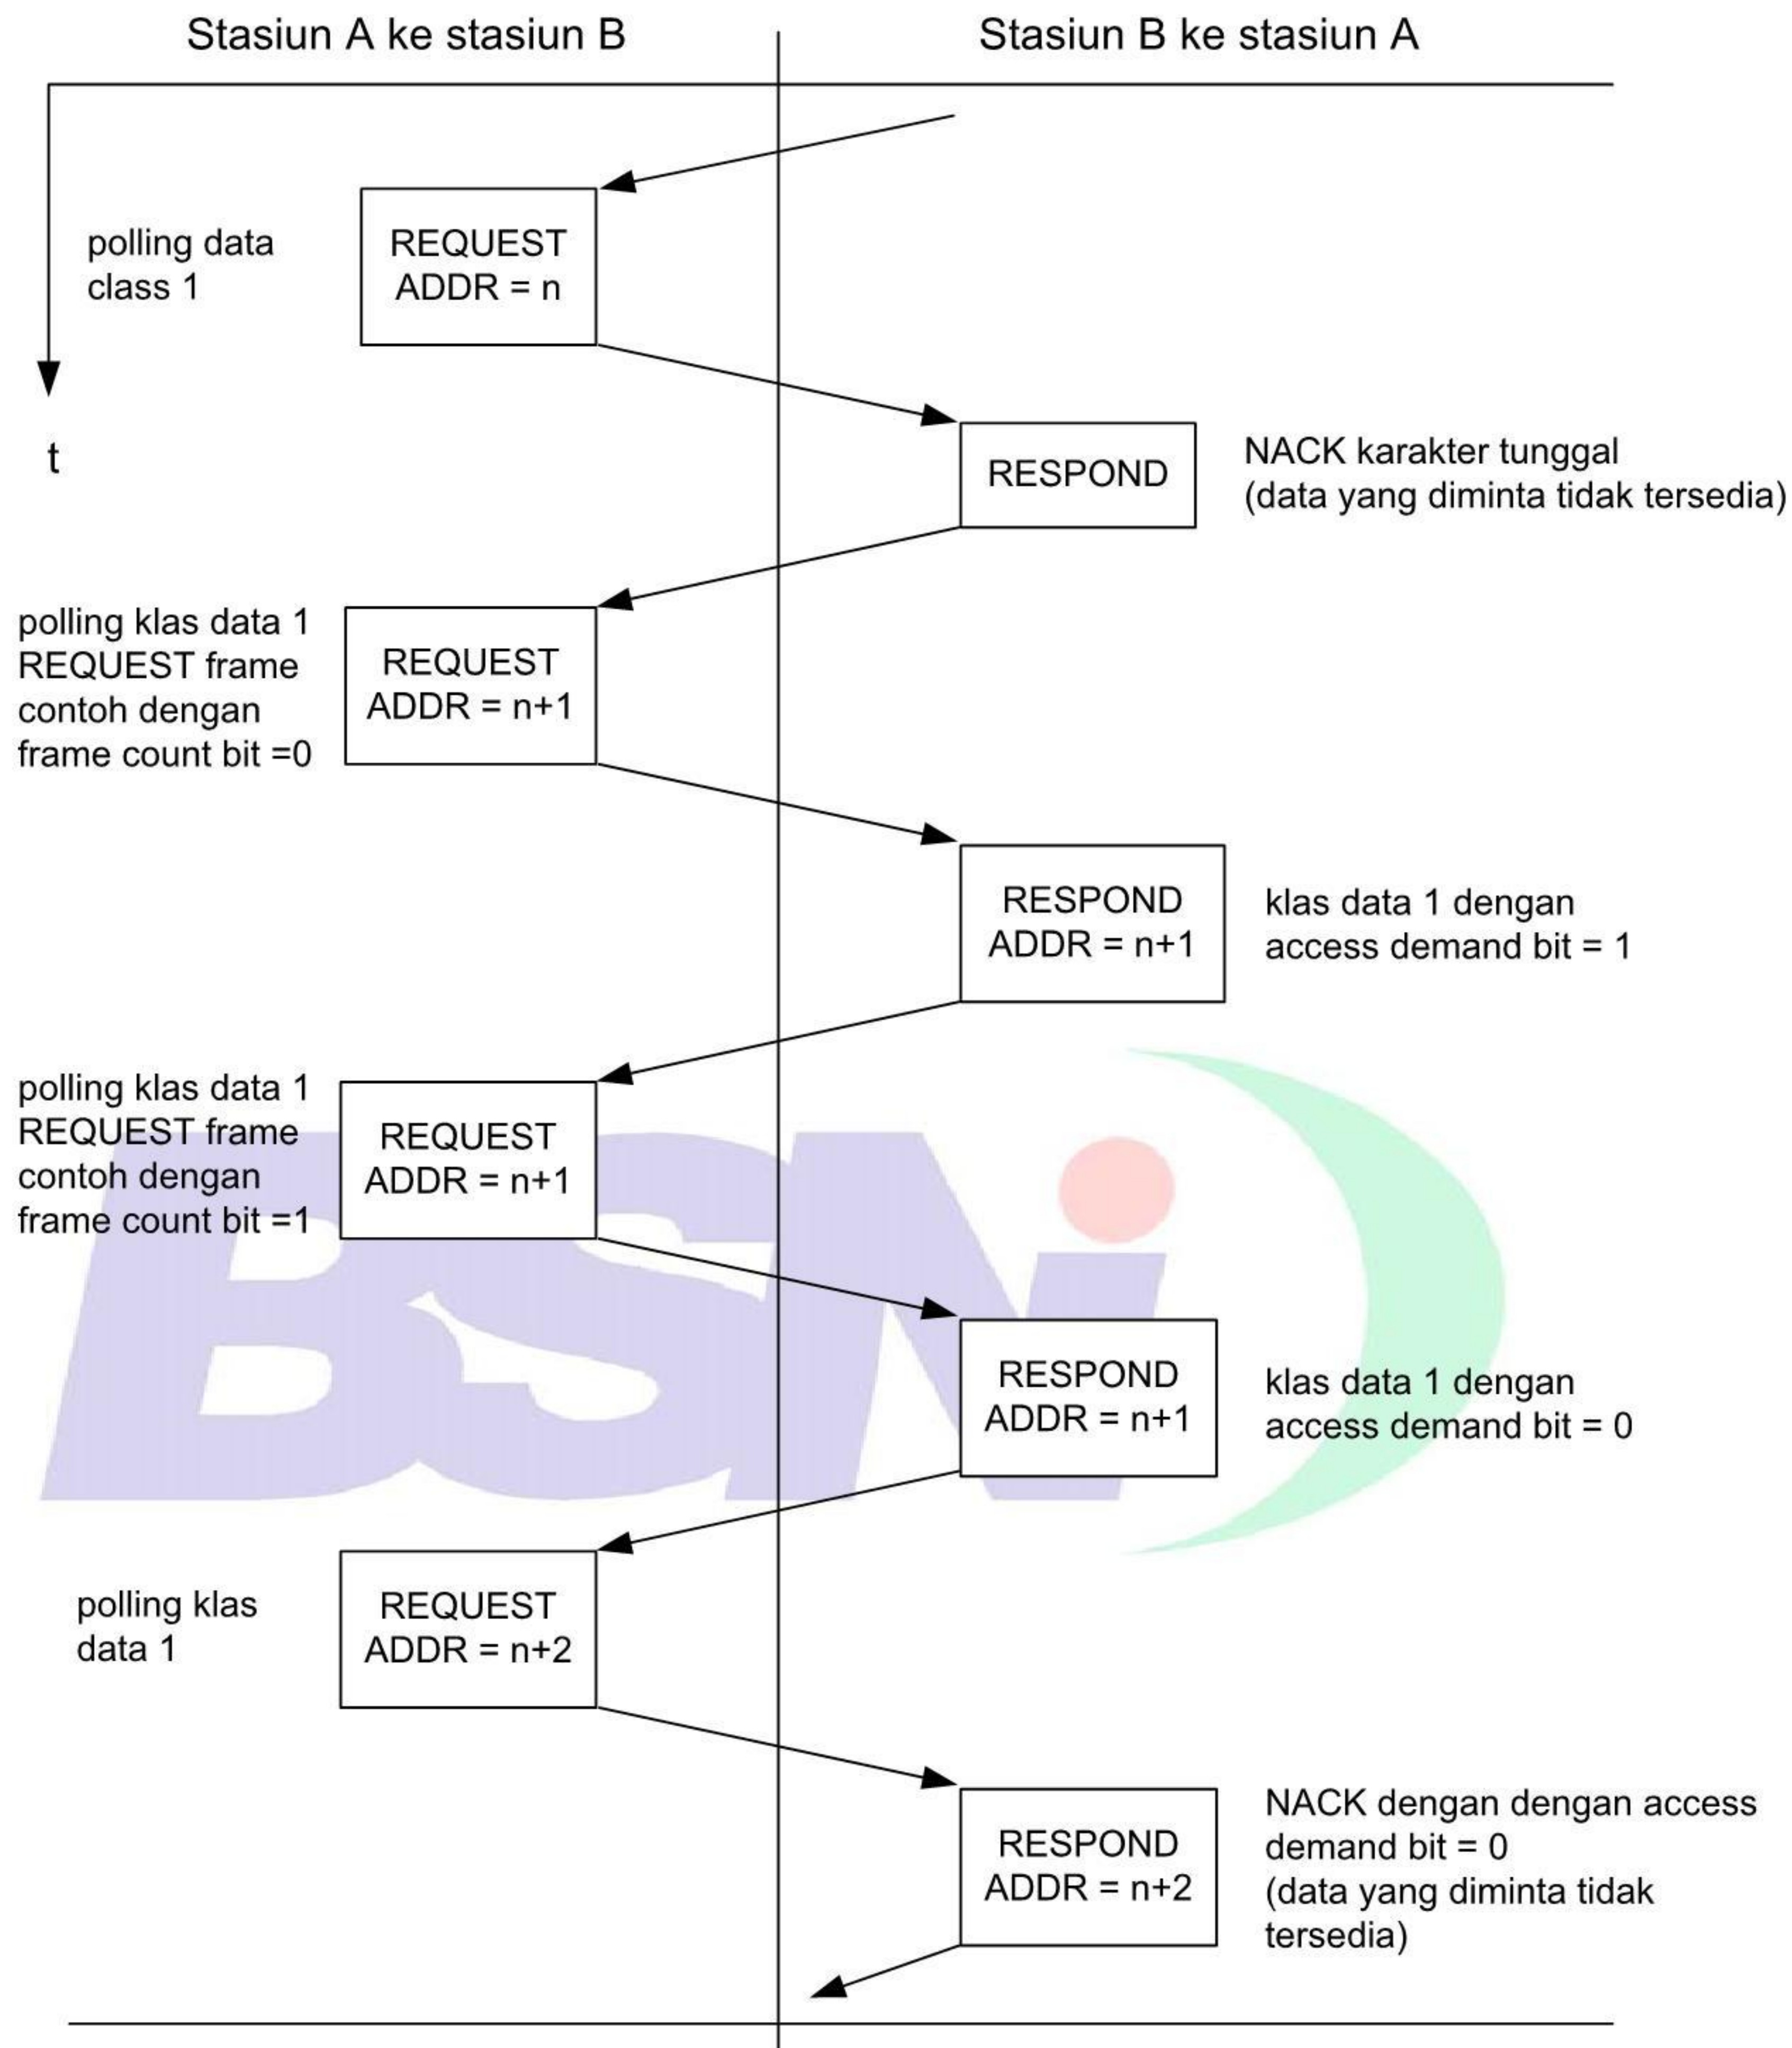 Stasiun A ke stasiun B
Stasiun B ke stasiun A
polling data
class 1
REQUEST
ADDR = n
t
RESPOND
NACK karakter tunggal
(data yang diminta tidak tersedia)
polling klas data 1
REQUEST frame
contoh dengan
frame count bit =0
REQUEST
ADDR = n+1
RESPOND
ADDR = n+1
klas data 1 dengan
access demand bit = 1
polling klas data 1
REQUEST frame
contoh dengan
frame count bit =1
REQUEST
ADDR = n+1
BSNi
RESPOND
ADDR = n+1
klas data 1 dengan
access demand bit = 0
polling klas
data 1
REQUEST
ADDR = n+2
RESPOND
ADDR = n+2
NACK dengan dengan access
demand bit = 0
(data yang diminta tidak
tersedia)